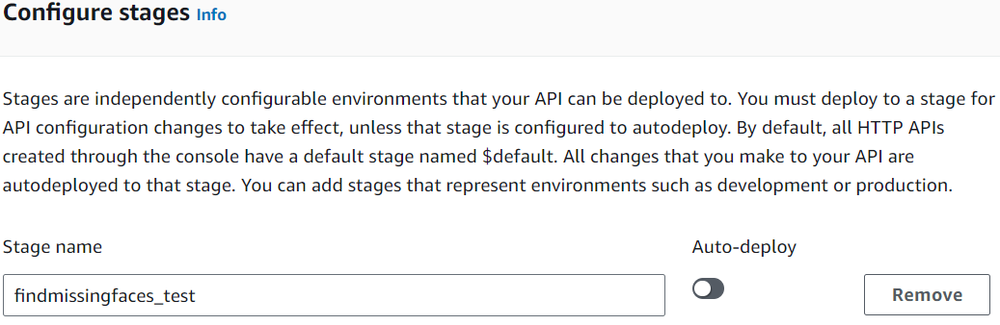 Configure stages Info
Stages are independently configurable environments that your API can be deployed to. You must deploy to a stage for
API configuration changes to take effect, unless that stage is configured to autodeploy. By default, all HTTP APIs
created through the console have a default stage named $default. All changes that you make to your API are
autodeployed to that stage. You can add stages that represent environments such as development or production.
Stage name
Auto-deploy
findmissingfaces_test
Remove